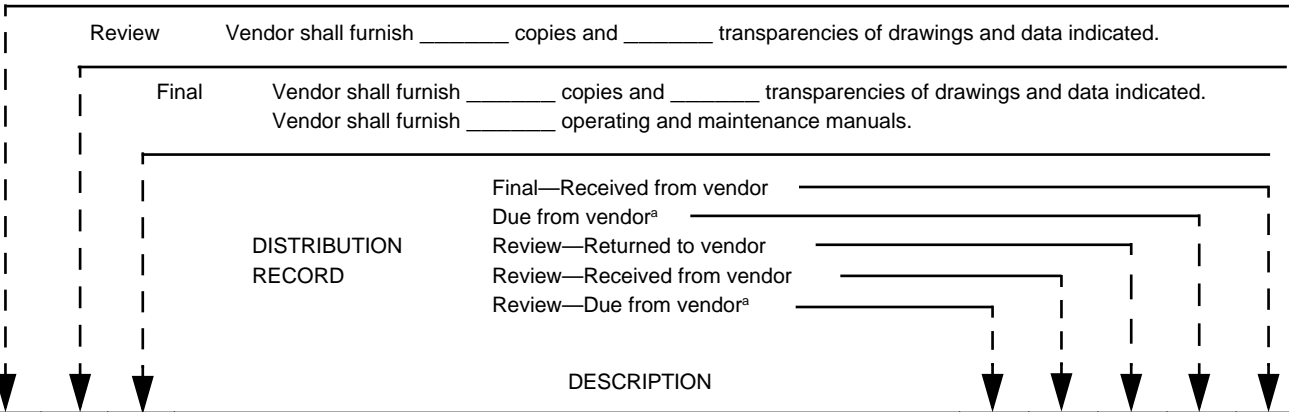 Review Vendor shall furnish ________ copies and ________ transparencies of drawings and data indicated.
Final Vendor shall furnish ________ copies and ________ transparencies of drawings and data indicated.
Vendor shall furnish ________ operating and maintenance manuals.
Final—Received from vendor
Due from vendorᵃ
DISTRIBUTION Review—Returned to vendor
RECORD Review—Received from vendor
Review—Due from vendorᵃ
DESCRIPTION